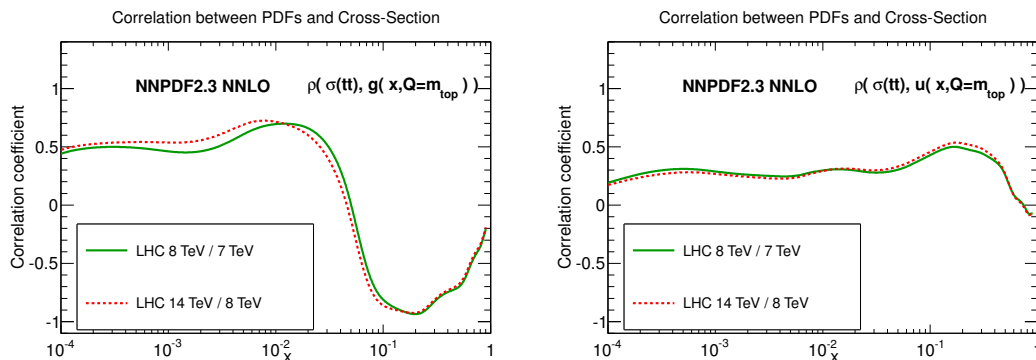 Correlation between PDFs and Cross-Section
NNPDF2.3 NNLO ρ( σ(tt), g( x,Q=m_top ) )
Correlation coefficient
1
0.5
0
-0.5
-1
LHC 8 TeV / 7 TeV
LHC 14 TeV / 8 TeV
10^-4 10^-3 10^-2 10^-1 1
x
Correlation between PDFs and Cross-Section
NNPDF2.3 NNLO ρ( σ(tt), u( x,Q=m_top ) )
Correlation coefficient
1
0.5
0
-0.5
-1
LHC 8 TeV / 7 TeV
LHC 14 TeV / 8 TeV
10^-4 10^-3 10^-2 10^-1 1
x